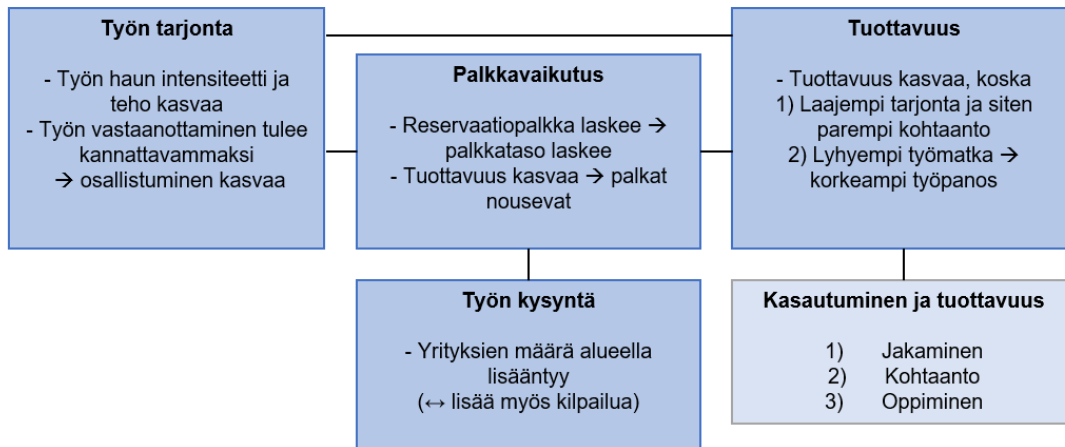 Työn tarjonta
- Työn haun intensiteetti ja
teho kasvaa
- Työn vastaanottaminen tulee
kannattavammaksi
→ osallistuminen kasvaa
Palkkavaikutus
- Reservaatiopalkka laskee →
palkkataso laskee
- Tuottavuus kasvaa → palkat
nousevat
Tuottavuus
- Tuottavuus kasvaa, koska
1) Laajempi tarjonta ja siten
parempi kohtaanto
2) Lyhyempi työmatka →
korkeampi työpanos
Työn kysyntä
- Yrityksien määrä alueella
lisääntyy
(↔ lisää myös kilpailua)
Kasautuminen ja tuottavuus
1) Jakaminen
2) Kohtaanto
3) Oppiminen